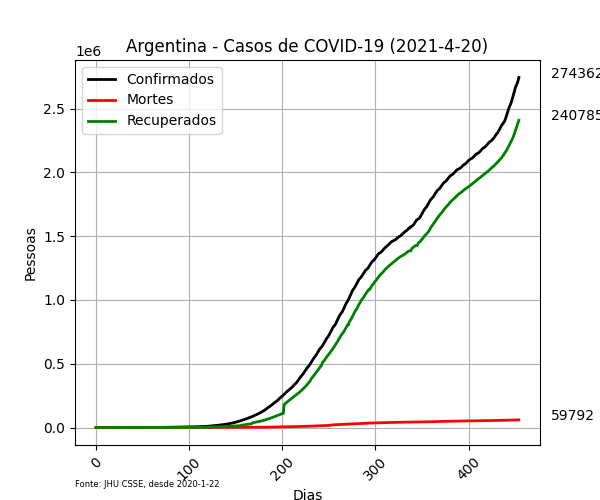 Argentina - Casos de COVID-19 (2021-4-20)
1e6
Confirmados
Mortes
Recuperados
2.5
2.0
1.5
1.0
0.5
0.0
Pessoas
274362
240785
59792
0
100
200
300
400
Dias
Fonte: JHU CSSE, desde 2020-1-22